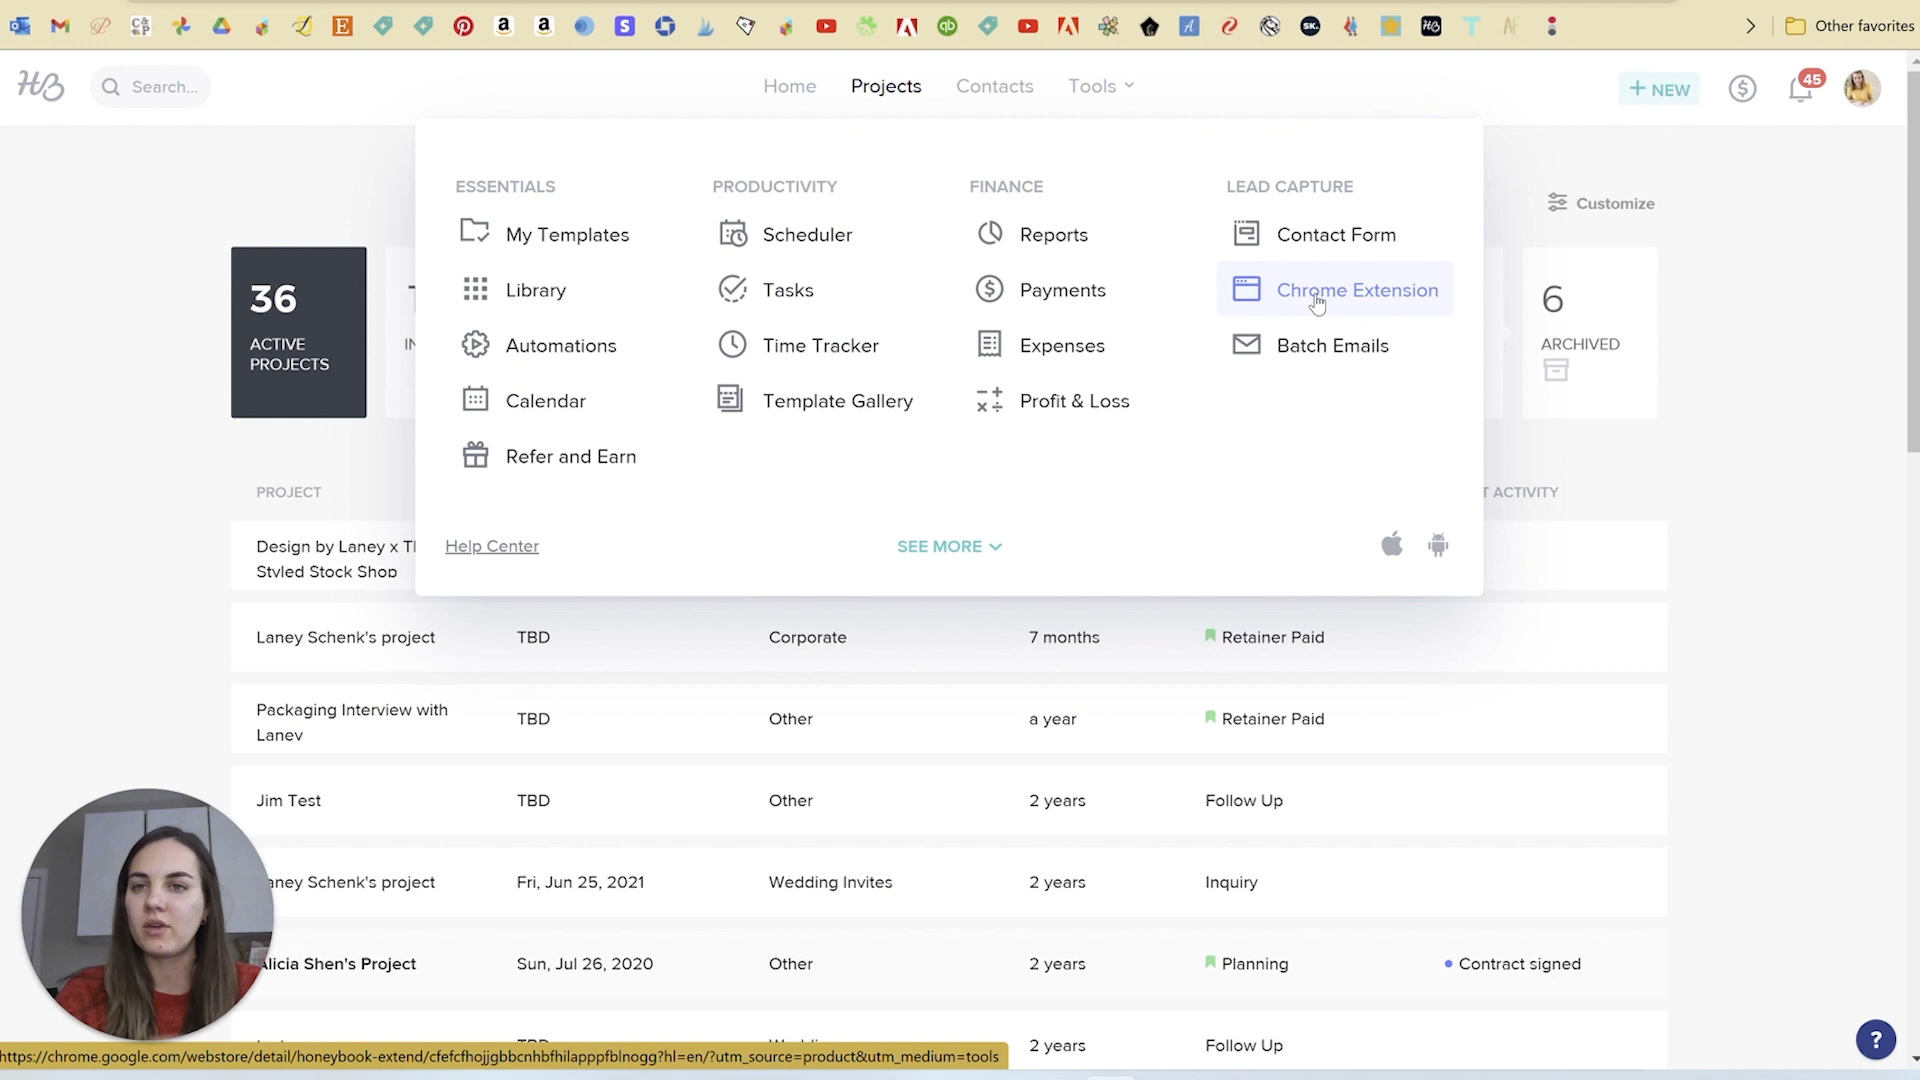 Other favorites
HB
Search...
Home
Projects
Contacts
Tools
+ NEW
45
ESSENTIALS
My Templates
Library
Automations
Calendar
Refer and Earn
PRODUCTIVITY
Scheduler
Tasks
Time Tracker
Template Gallery
FINANCE
Reports
Payments
Expenses
Profit & Loss
LEAD CAPTURE
Contact Form
Chrome Extension
Batch Emails
Help Center
SEE MORE
Customize
36
ACTIVE
PROJECTS
IN
6
ARCHIVED
PROJECT
T ACTIVITY
Design by Laney x Th
Styled Stock Shop
Laney Schenk's project TBD Corporate 7 months Retainer Paid
Packaging Interview with
Laney
TBD Other a year Retainer Paid
Jim Test TBD Other 2 years Follow Up
aney Schenk's project Fri, Jun 25, 2021 Wedding Invites 2 years Inquiry
Alicia Shen's Project Sun, Jul 26, 2020 Other 2 years Planning Contract signed
TBD 2 years Follow Up
https://chrome.google.com/webstore/detail/honeybook-extend/cfefcfhojjgbbcnhbfhilapppfblnogg?hl=en/?utm_source=product&utm_medium=tools
?